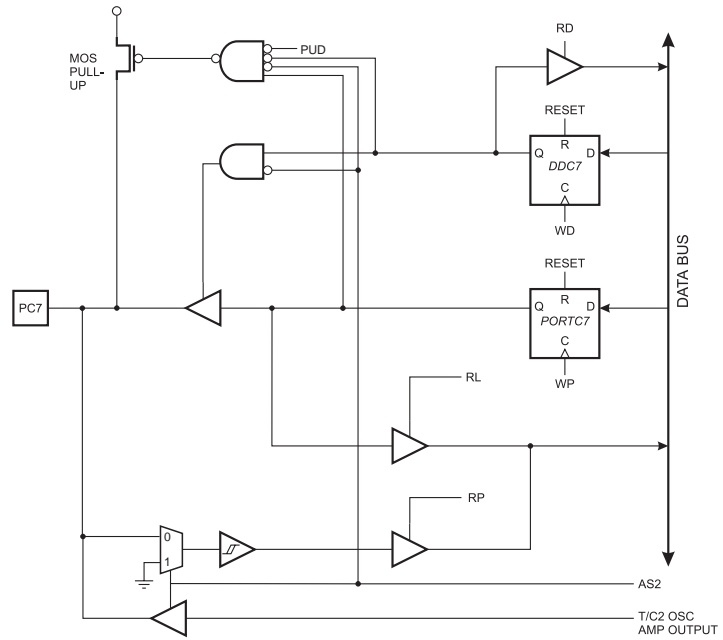 RD
MOS
PULL-
UP
PUD
RESET
R
Q
D
DDC7
C
WD
DATA BUS
RESET
R
PC7
Q
D
PORTC7
C
WP
RL
RP
0
1
AS2
T/C2 OSC
AMP OUTPUT